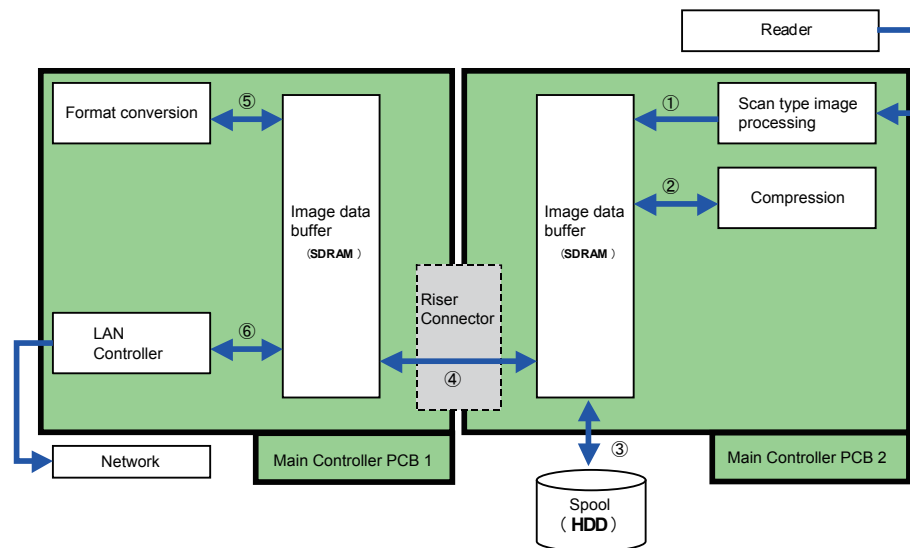 Reader
Format conversion
⑤
Image data
buffer
（SDRAM ）
LAN
Controller
⑥
Network
Main Controller PCB 1
Riser
Connector
④
Image data
buffer
（SDRAM ）
①
Scan type image
processing
②
Compression
③
Main Controller PCB 2
Spool
（ HDD ）